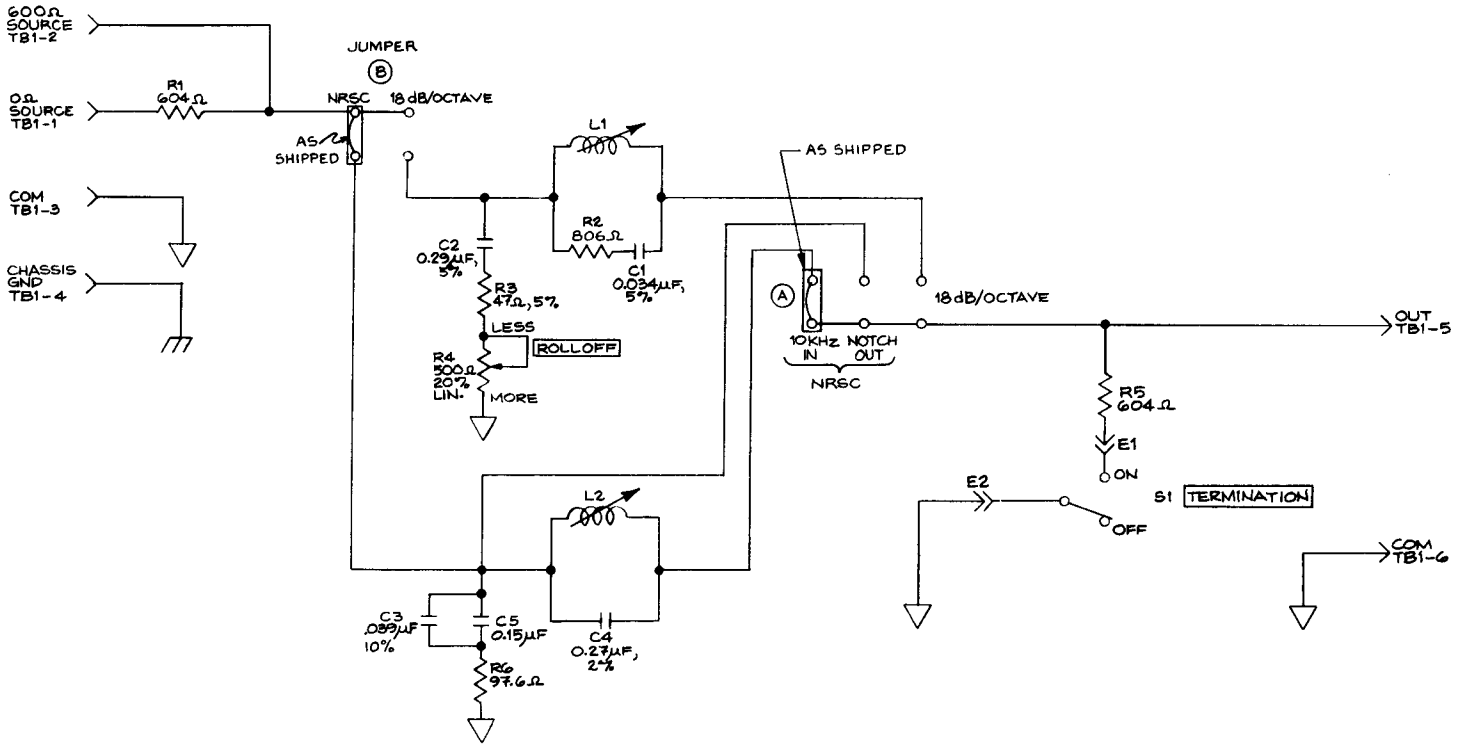 600Ω
SOURCE
TB1-2
0Ω
SOURCE
TB1-1
R1
604Ω
COM
TB1-3
CHASSIS
GND
TB1-4
JUMPER
B
NRSC
18dB/OCTAVE
AS
SHIPPED
L1
R2
806Ω
C1
0.034µF,
5%
C2
0.29µF,
5%
R3
47Ω, 5%
LESS
ROLLOFF
R4
500Ω
20%
LIN.
MORE
AS SHIPPED
A
18dB/OCTAVE
10KHz
IN
NOTCH
OUT
NRSC
OUT
TB1-5
R5
604Ω
E1
ON
E2
S1
TERMINATION
OFF
COM
TB1-6
L2
C3
.039µF
10%
C5
0.15µF
C4
0.27µF,
2%
R6
97.6Ω